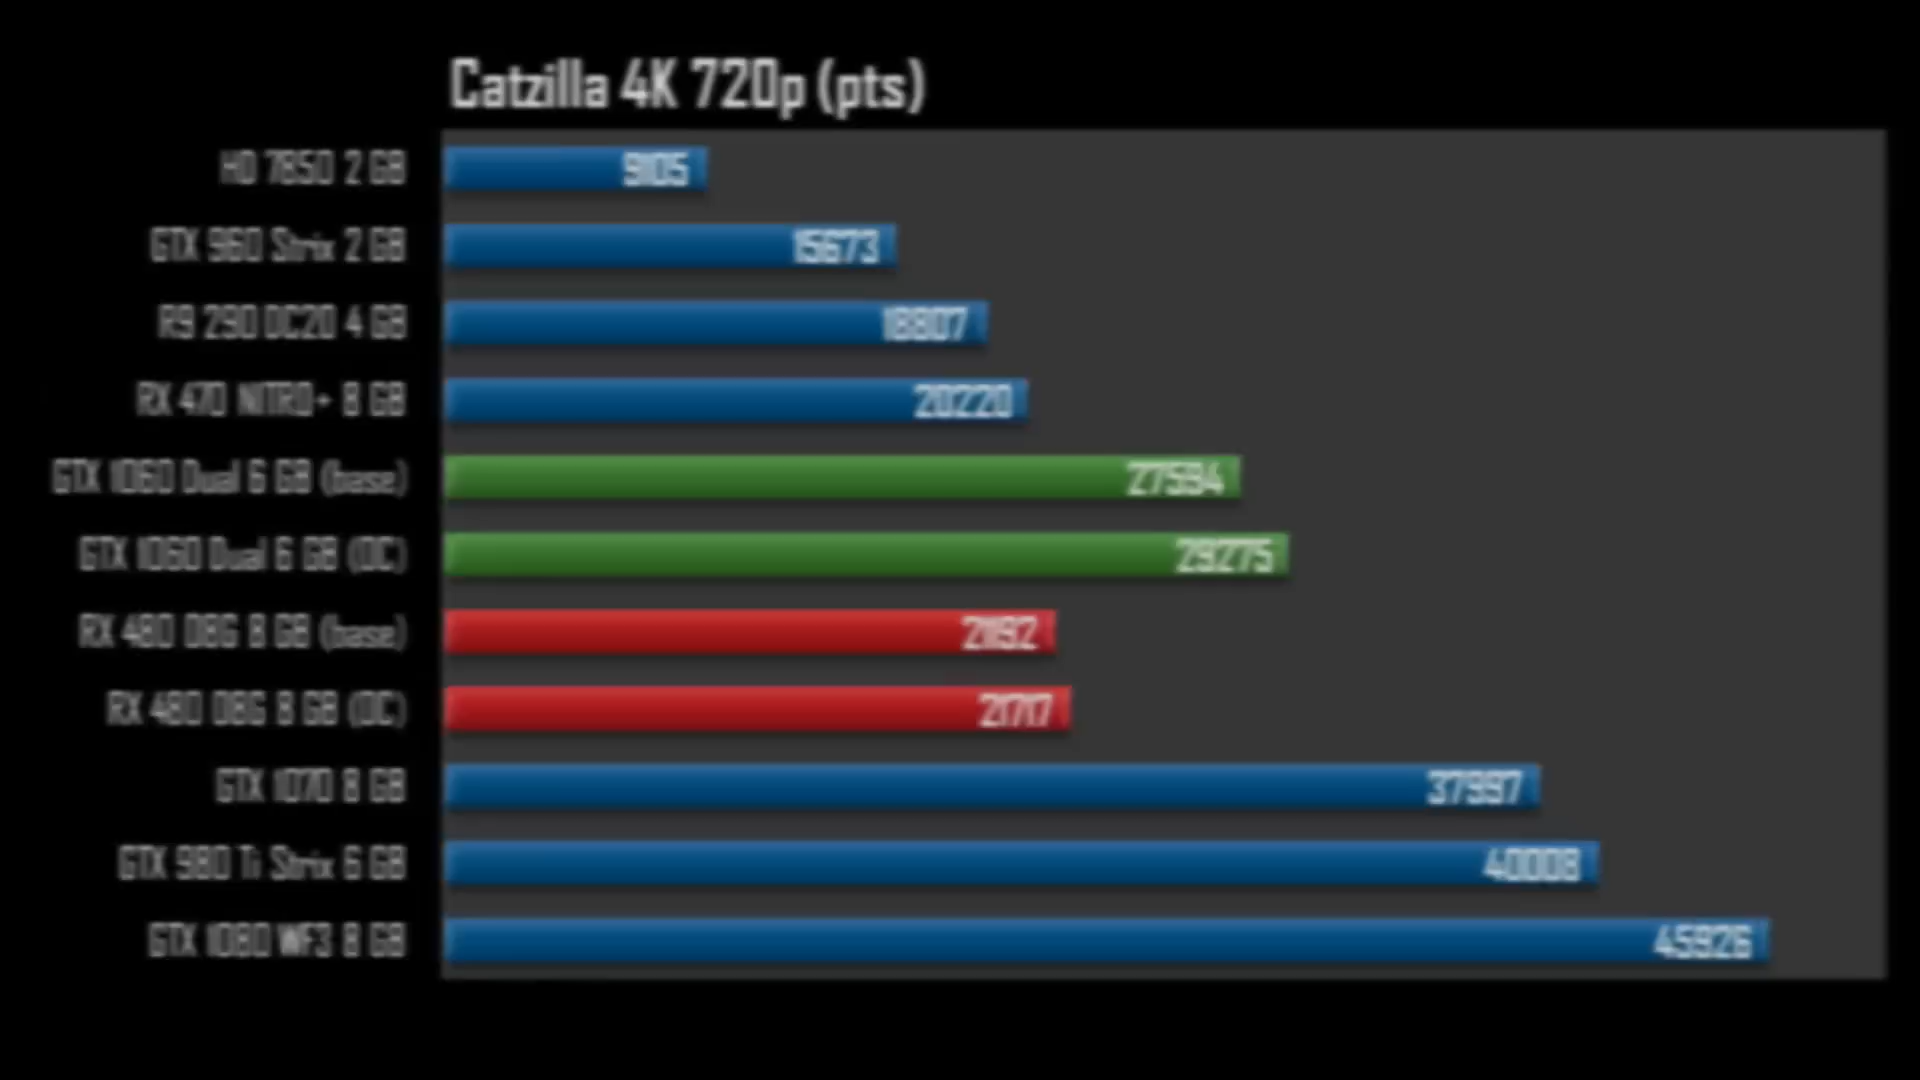 Catzilla 4K 720p (pts)
HD 7850 2 GB 9105
GTX 960 Strix 2 GB 15673
R9 290 DC2O 4 GB 18807
RX 470 NITRO+ 8 GB 20220
GTX 1060 Dual 6 GB (base) 27594
GTX 1060 Dual 6 GB (OC) 29275
RX 480 8 GB (base) 21192
RX 480 8 GB (OC) 21717
GTX 1070 8 GB 37997
GTX 980 Ti Strix 6 GB 40008
GTX 1080 WF3 8 GB 45926